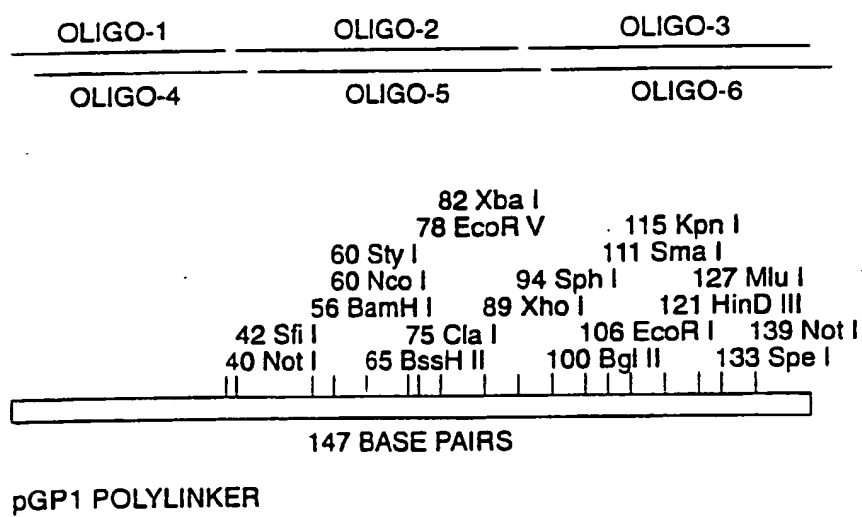 OLIGO-1 OLIGO-2 OLIGO-3
OLIGO-4 OLIGO-5 OLIGO-6
82 Xba I
78 EcoR V 115 Kpn I
60 Sty I 111 Sma I
60 Nco I 94 Sph I 127 Mlu I
56 BamH I 89 Xho I 121 HinD III
42 Sfi I 75 Cla I 106 EcoR I 139 Not I
40 Not I 65 BssH II 100 Bgl II 133 Spe I
147 BASE PAIRS
pGP1 POLYLINKER